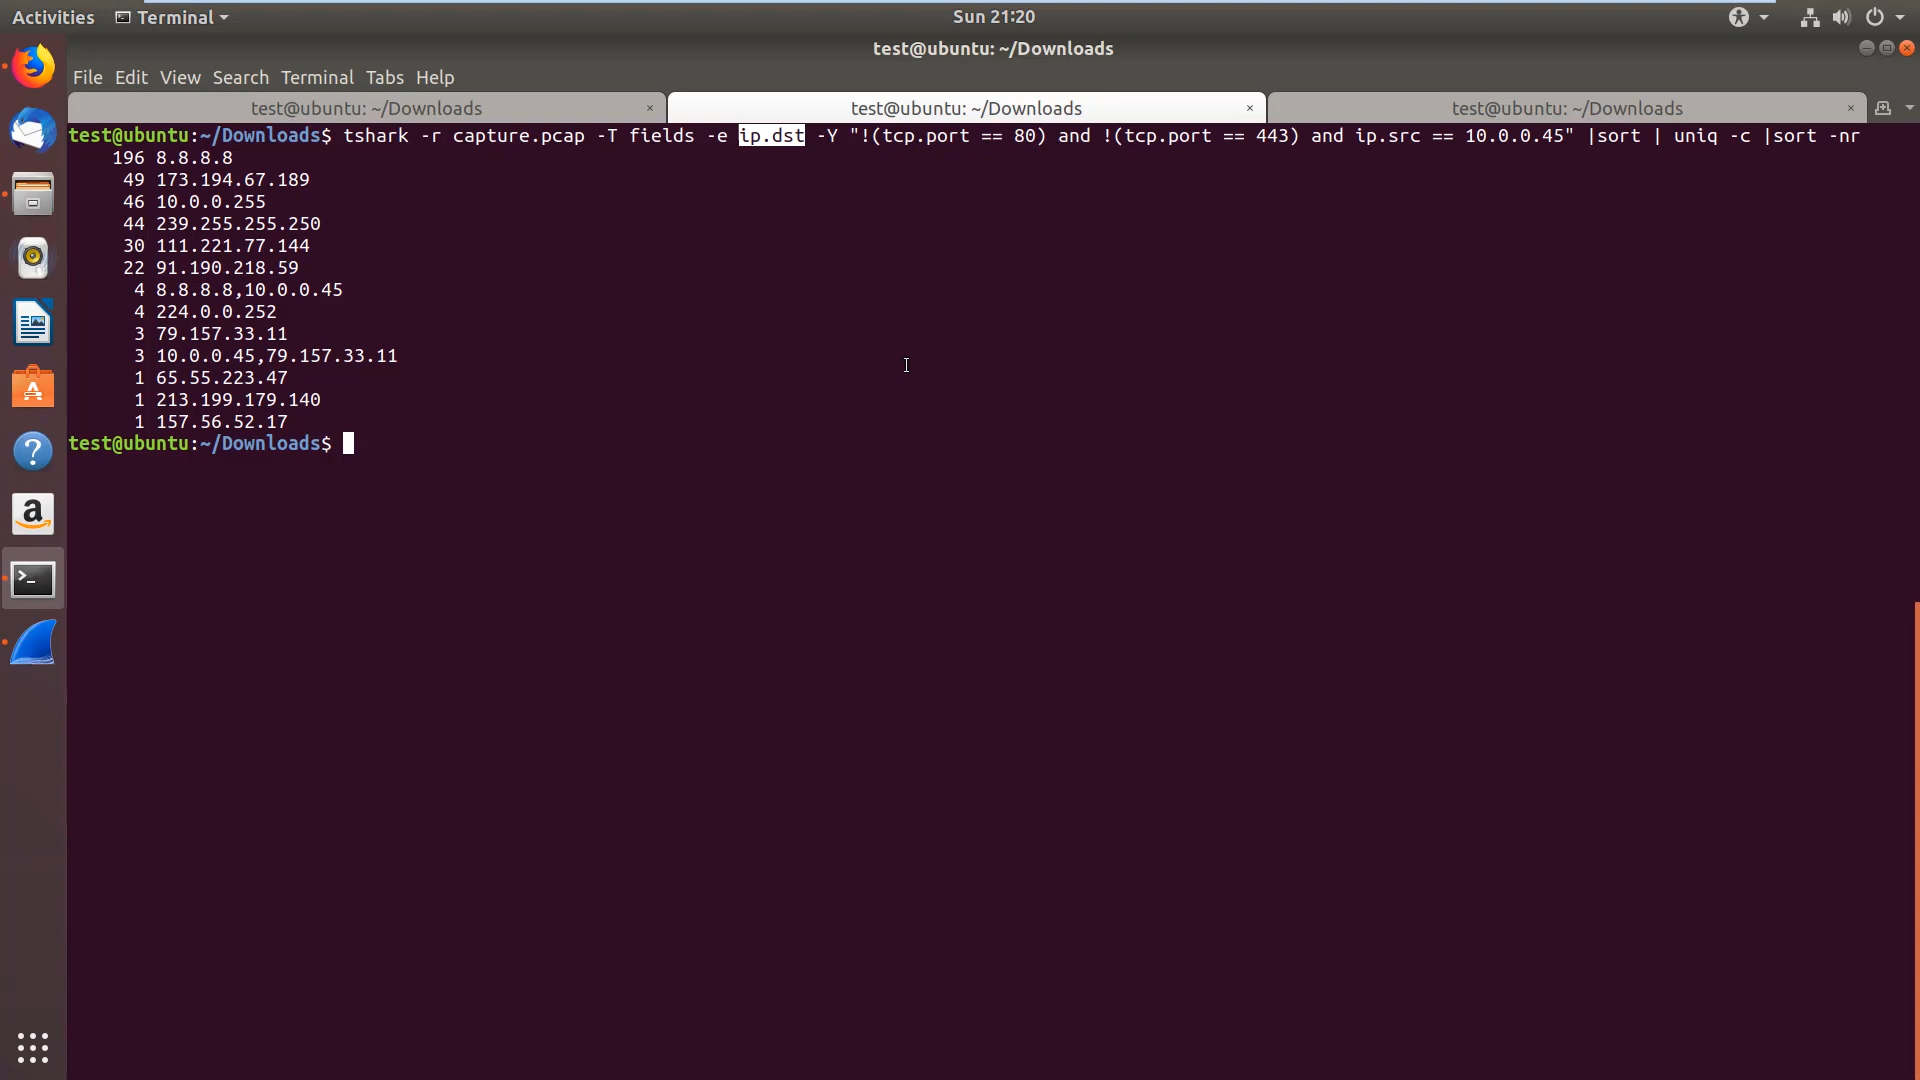 Activities Terminal Sun 21:20
test@ubuntu: ~/Downloads
File Edit View Search Terminal Tabs Help
test@ubuntu: ~/Downloads × test@ubuntu: ~/Downloads × test@ubuntu: ~/Downloads ×
test@ubuntu:~/Downloads$ tshark -r capture.pcap -T fields -e ip.dst -Y "!(tcp.port == 80) and !(tcp.port == 443) and ip.src == 10.0.0.45" |sort | uniq -c |sort -nr
196 8.8.8.8
49 173.194.67.189
46 10.0.0.255
44 239.255.255.250
30 111.221.77.144
22 91.190.218.59
4 8.8.8.8,10.0.0.45
4 224.0.0.252
3 79.157.33.11
3 10.0.0.45,79.157.33.11
1 65.55.223.47
1 213.199.179.140
1 157.56.52.17
test@ubuntu:~/Downloads$